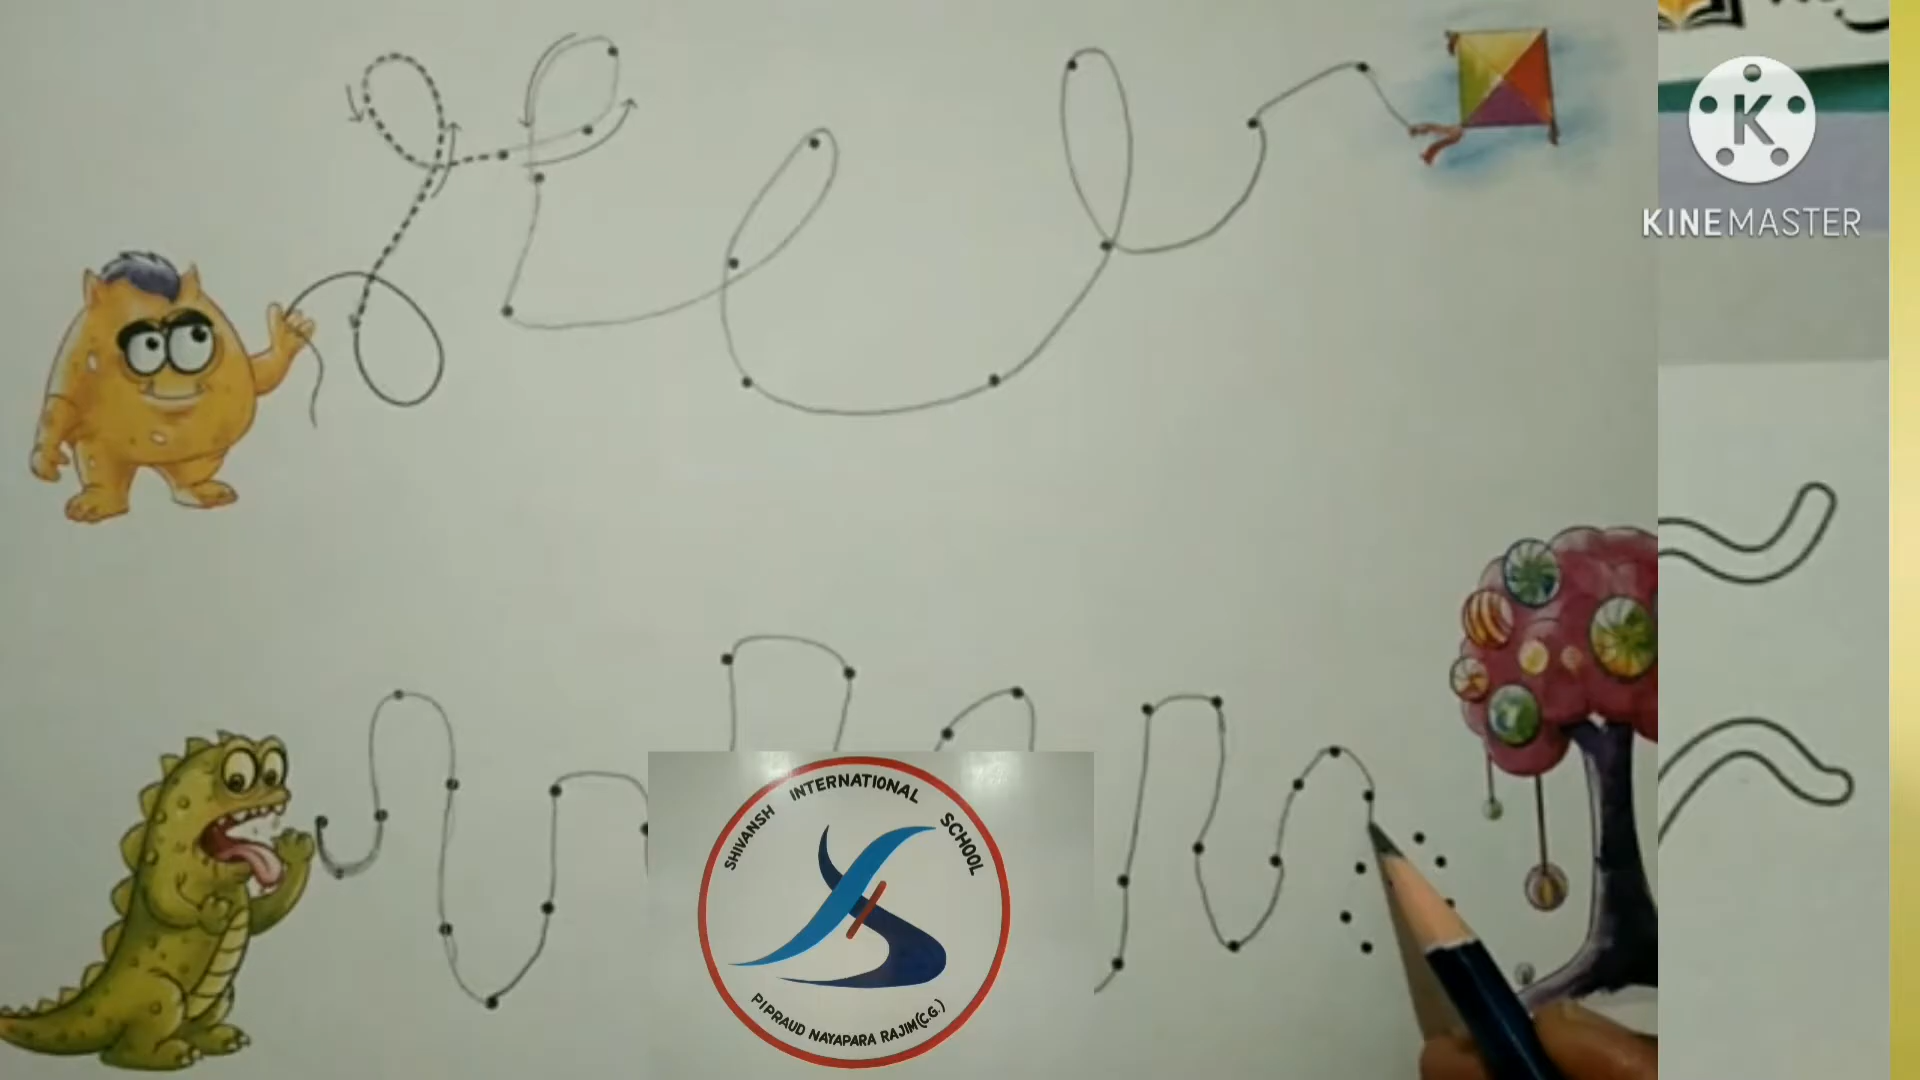 K
KINEMASTER
SHIVANSH INTERNATIONAL SCHOOL
PIPRAUD NAYAPARA RAJIM (C.G.)